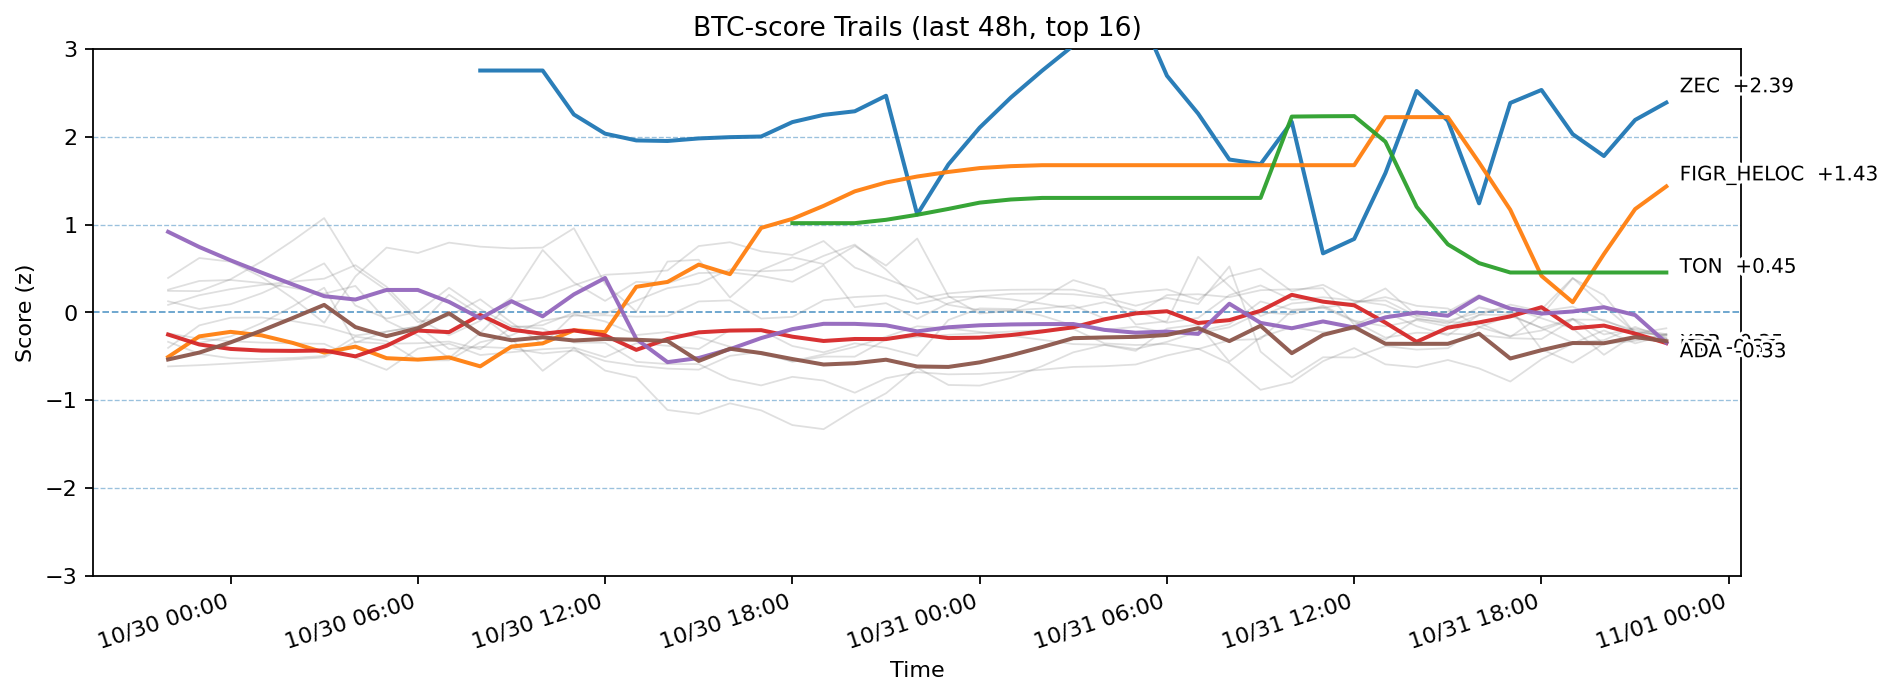 BTC-score Trails (last 48h, top 16)
Score (z)
3
2
1
0
−1
−2
−3
ZEC +2.39
FIGR_HELOC +1.43
TON +0.45
ADA -0.33
10/30 00:00
10/30 06:00
10/30 12:00
10/30 18:00
10/31 00:00
10/31 06:00
10/31 12:00
10/31 18:00
11/01 00:00
Time